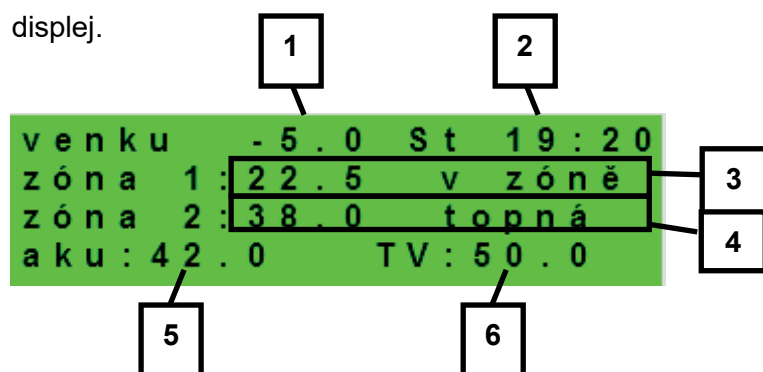 displej.
1 2
venku -5.0 St 19:20
zóna 1:22.5 v zóně
3
zóna 2:38.0 topná
4
aku:42.0 TV:50.0
5 6